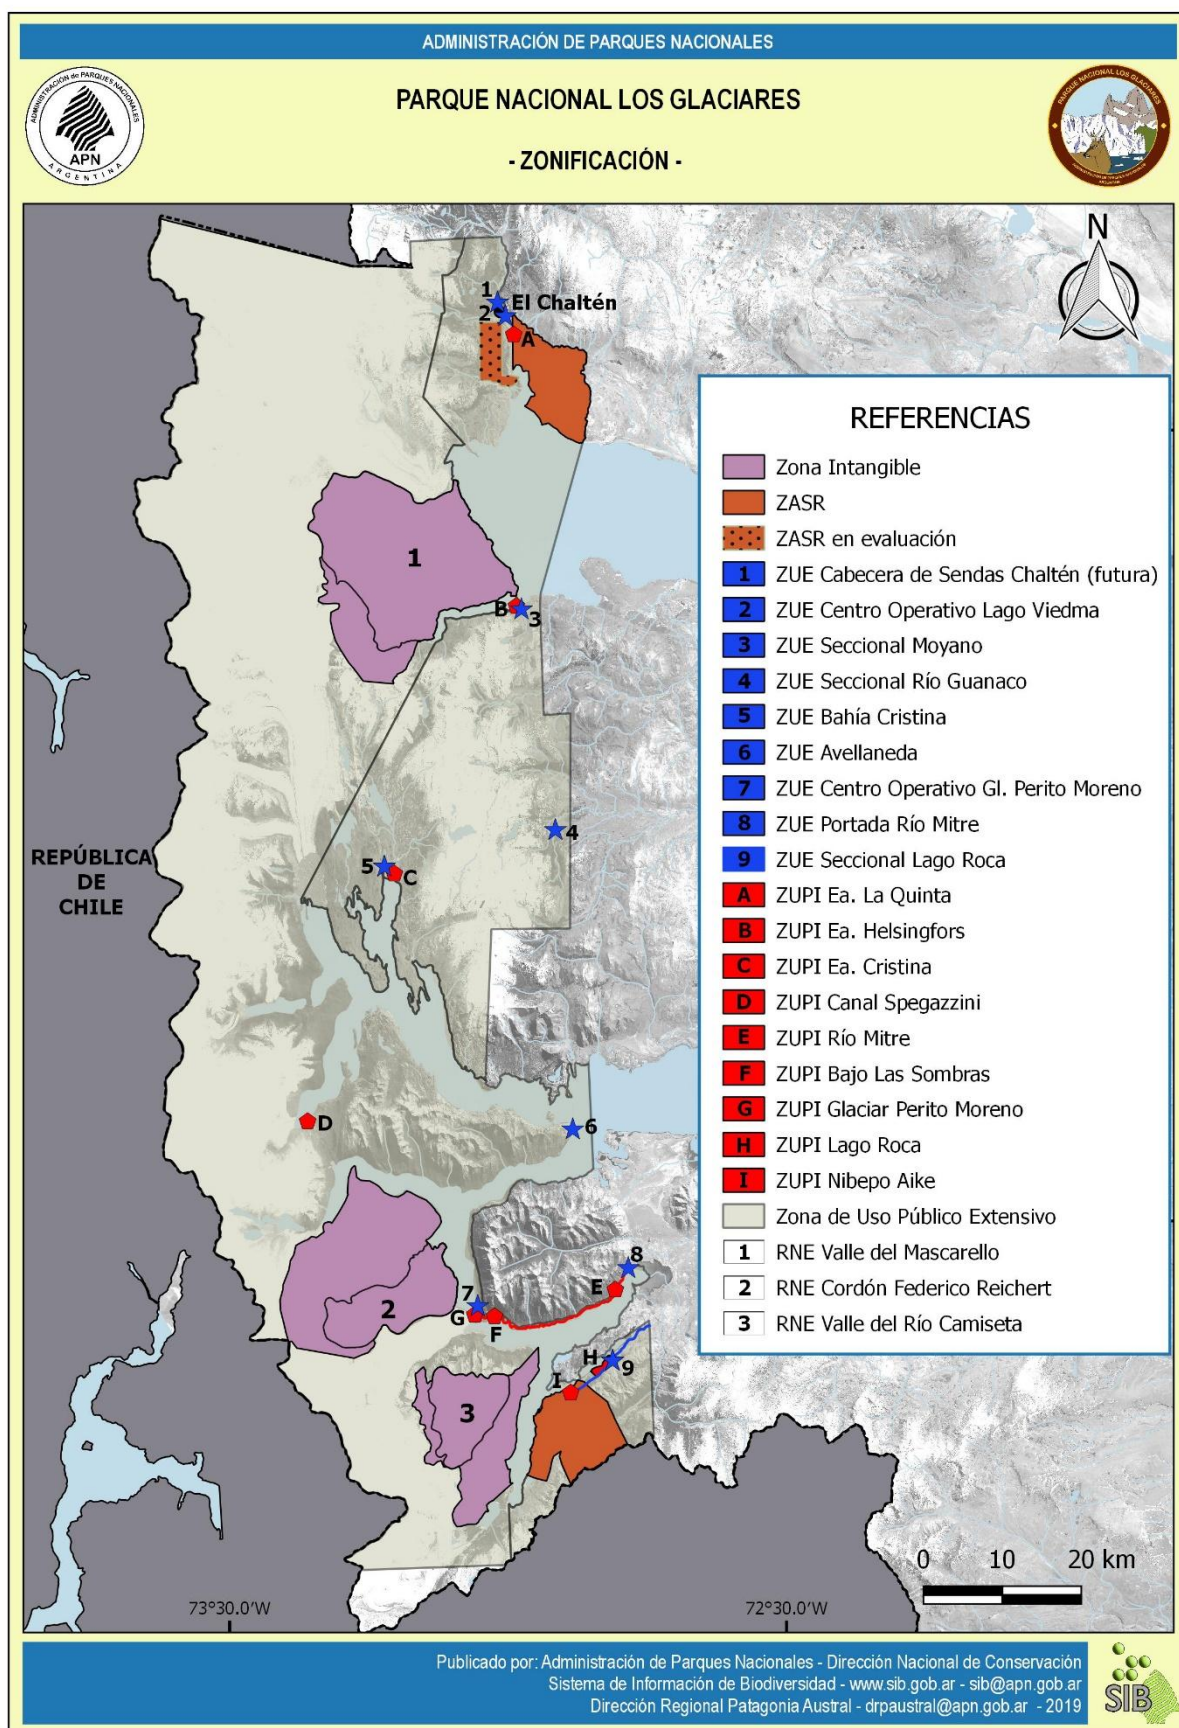 ADMINISTRACIÓN DE PARQUES NACIONALES
ADMINISTRACIÓN de PARQUES NACIONALES
APN
ARGENTINA
PARQUE NACIONAL LOS GLACIARES
- ZONIFICACIÓN -
PARQUE NACIONAL LOS GLACIARES
N
1
El Chaltén
2
A
1
B
3
4
5
C
REPÚBLICA
DE
CHILE
D
6
8
E
7
G
F
2
H
9
I
3
REFERENCIAS
Zona Intangible
ZASR
ZASR en evaluación
1 ZUE Cabecera de Sendas Chaltén (futura)
2 ZUE Centro Operativo Lago Viedma
3 ZUE Seccional Moyano
4 ZUE Seccional Río Guanaco
5 ZUE Bahía Cristina
6 ZUE Avellaneda
7 ZUE Centro Operativo Gl. Perito Moreno
8 ZUE Portada Río Mitre
9 ZUE Seccional Lago Roca
A ZUPI Ea. La Quinta
B ZUPI Ea. Helsingfors
C ZUPI Ea. Cristina
D ZUPI Canal Spegazzini
E ZUPI Río Mitre
F ZUPI Bajo Las Sombras
G ZUPI Glaciar Perito Moreno
H ZUPI Lago Roca
I ZUPI Nibepo Aike
Zona de Uso Público Extensivo
1 RNE Valle del Mascarello
2 RNE Cordón Federico Reichert
3 RNE Valle del Río Camiseta
0 10 20 km
73°30.0'W
72°30.0'W
Publicado por: Administración de Parques Nacionales - Dirección Nacional de Conservación
Sistema de Información de Biodiversidad - www.sib.gob.ar - sib@apn.gob.ar
Dirección Regional Patagonia Austral - drpaustral@apn.gob.ar - 2019
SIB